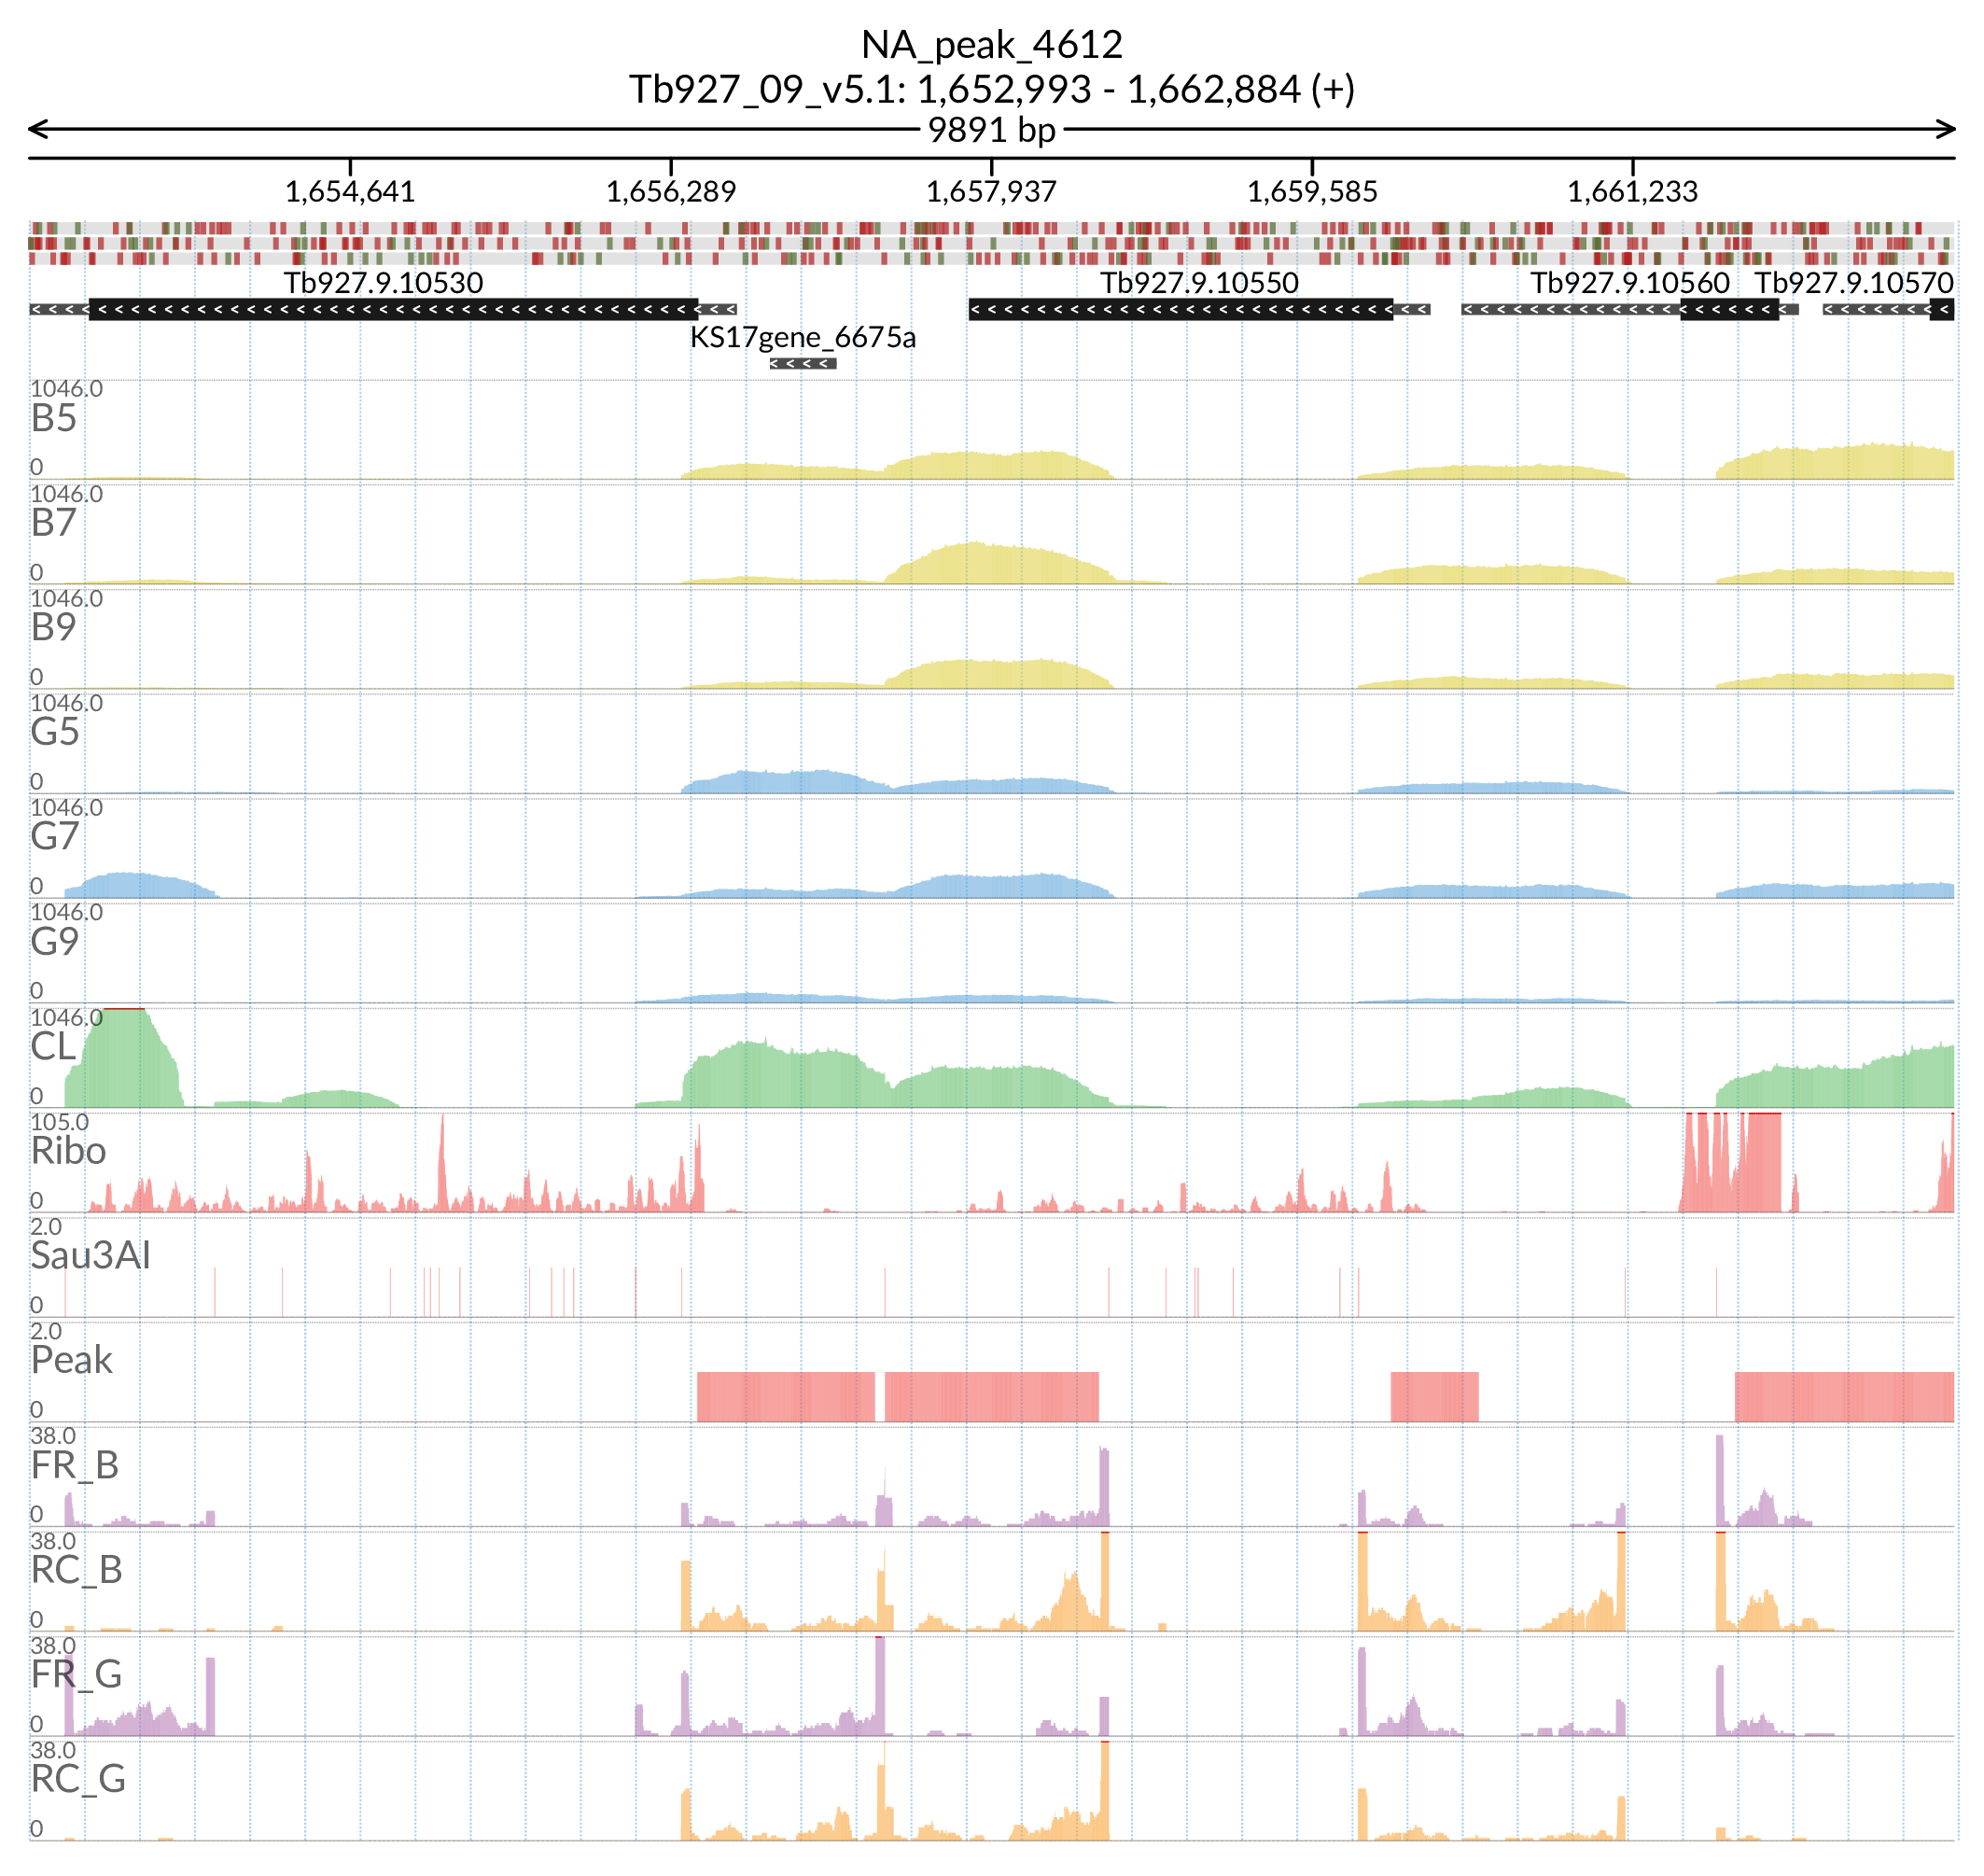 NA_peak_4612
Tb927_09_v5.1: 1,652,993 - 1,662,884 (+)
9891 bp
1,654,641 1,656,289 1,657,937 1,659,585 1,661,233
Tb927.9.10530 Tb927.9.10550 Tb927.9.10560 Tb927.9.10570
KS17gene_6675a
1046.0
B5
0
1046.0
B7
0
1046.0
B9
0
1046.0
G5
0
1046.0
G7
0
1046.0
G9
0
1046.0
CL
0
105.0
Ribo
0
2.0
Sau3AI
0
2.0
Peak
0
38.0
FR_B
0
38.0
RC_B
0
38.0
FR_G
0
38.0
RC_G
0